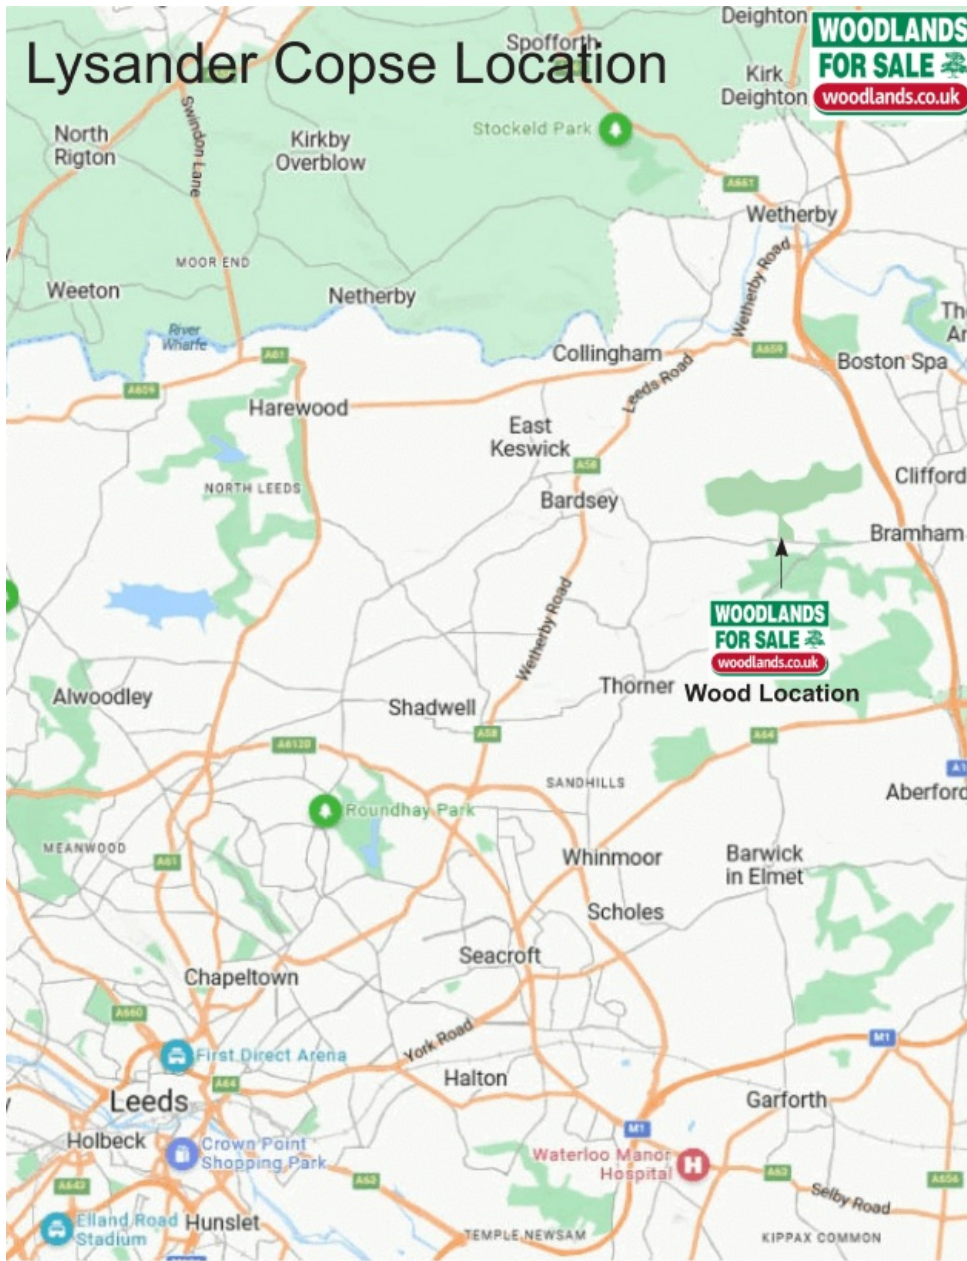 Lysander Copse Location
WOODLANDS
FOR SALE
woodlands.co.uk
Deighton
Spofforth
Kirk
Deighton
Stockeld Park
North
Rigton
Swindon Lane
Kirkby
Overblow
A661
Wetherby
MOOR END
Weeton
Netherby
Wetherby Road
River
Wharfe
A61
A659
Collingham
A659
Boston Spa
Leeds Road
Harewood
East
Keswick
A58
Clifford
NORTH LEEDS
Bardsey
Bramham
Wetherby Road
WOODLANDS
FOR SALE
woodlands.co.uk
Wood Location
Thorner
Alwoodley
Shadwell
A58
A64
A6120
SANDHILLS
Aberford
Roundhay Park
MEANWOOD
A61
Whinmoor
Barwick
in Elmet
Scholes
Seacroft
Chapeltown
A660
York Road
M1
First Direct Arena
A64
Halton
Leeds
Garforth
Holbeck
Crown Point
Shopping Park
M1
Waterloo Manor
Hospital
A63
A63
A643
A656
Selby Road
Elland Road
Stadium
Hunslet
TEMPLE NEWSAM
KIPPAX COMMON